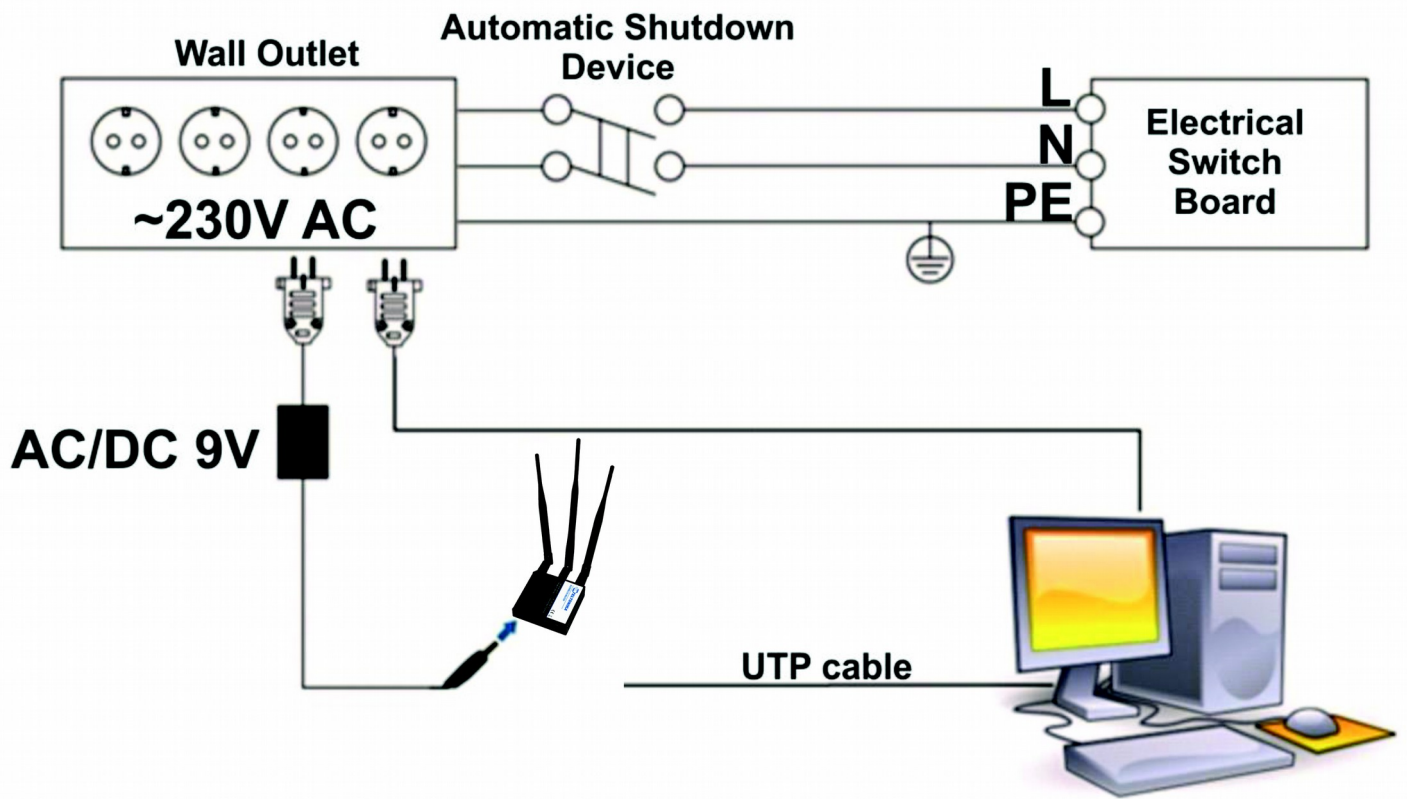 Automatic Shutdown
Device
Wall Outlet
~230V AC
L
N
PE
Electrical
Switch
Board
AC/DC 9V
UTP cable